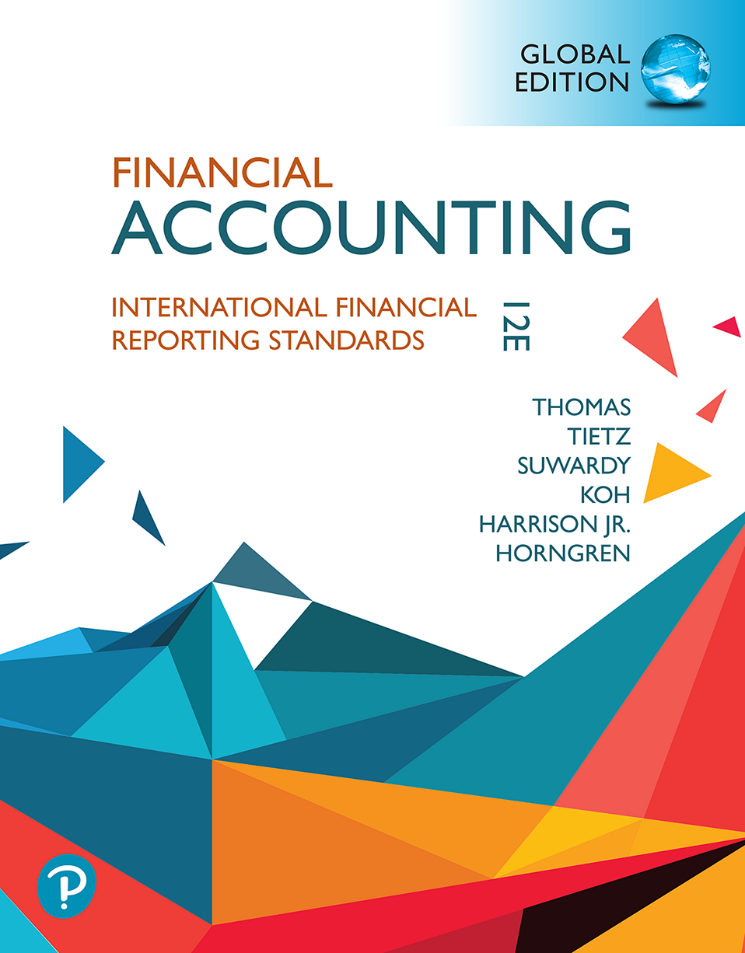 GLOBAL
EDITION
FINANCIAL
ACCOUNTING
INTERNATIONAL FINANCIAL
REPORTING STANDARDS
12E
THOMAS
TIETZ
SUWARDY
KOH
HARRISON JR.
HORNGREN
P